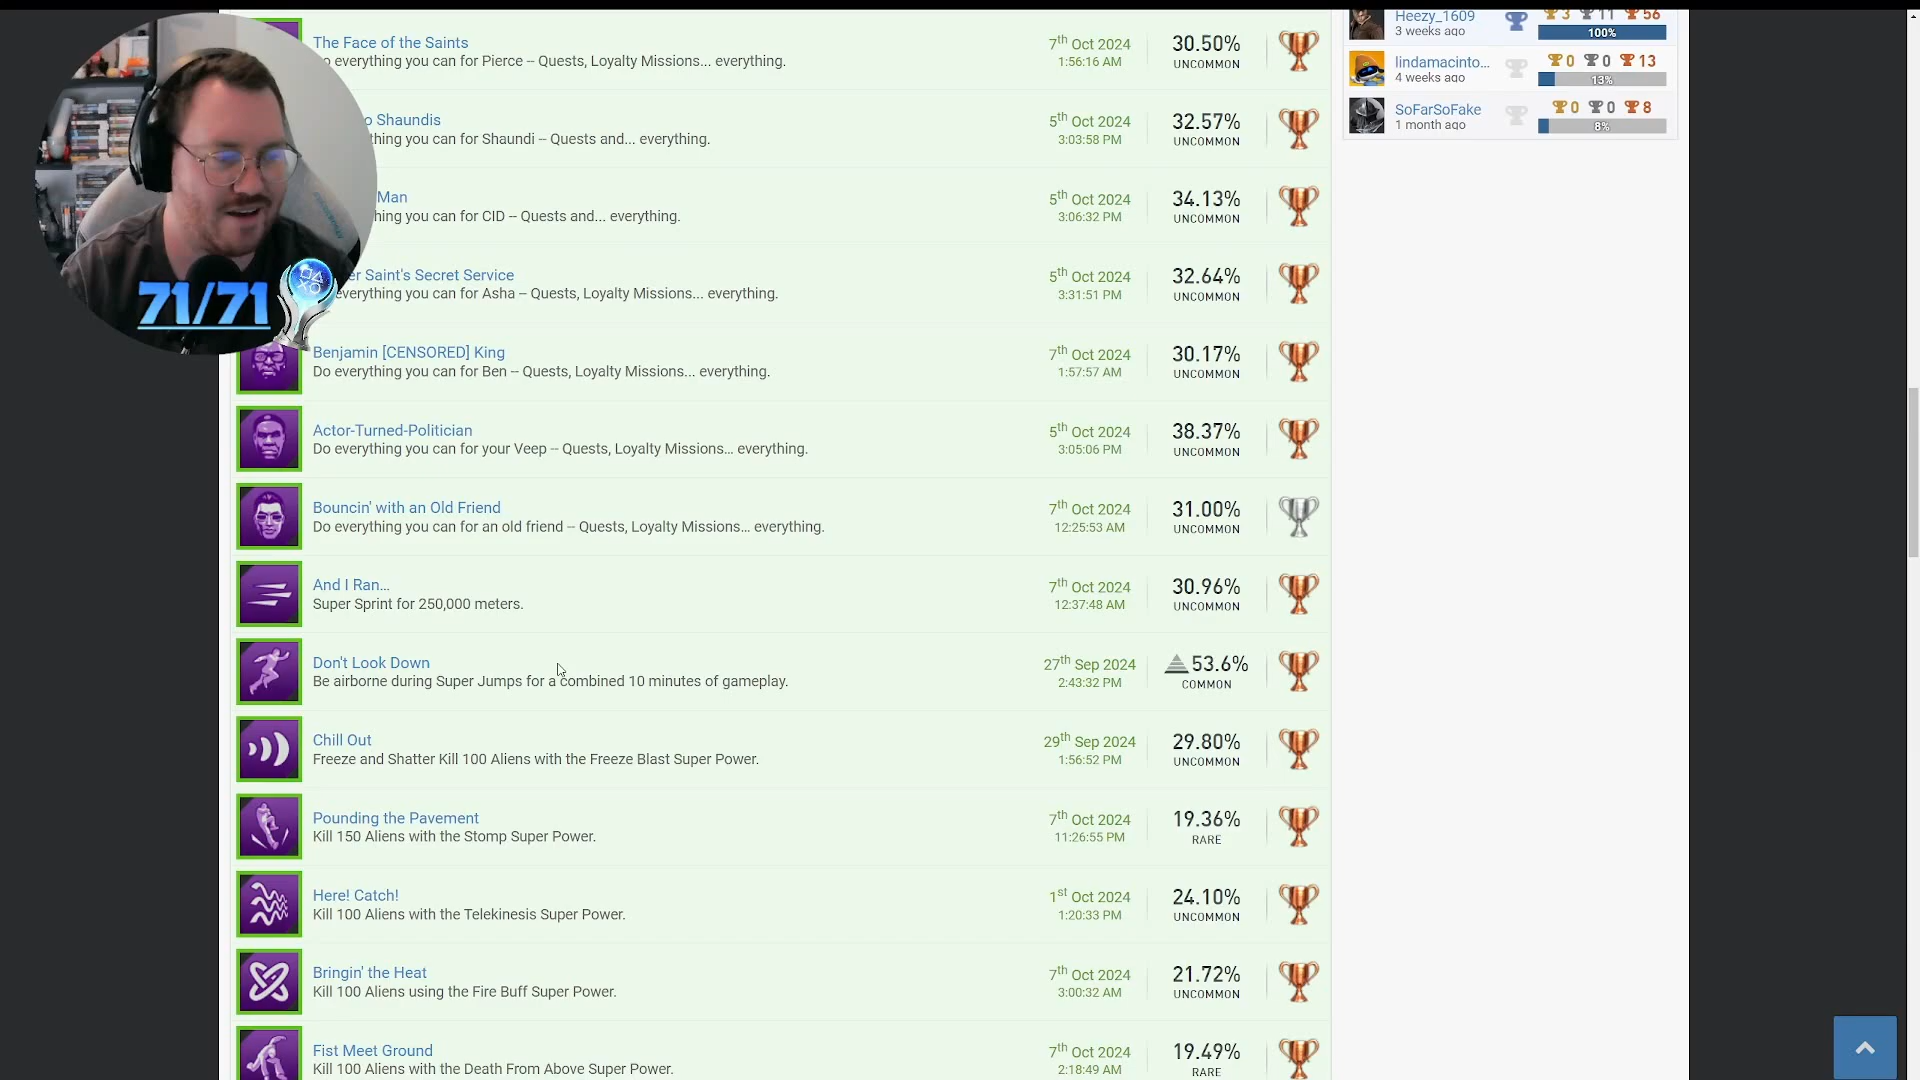 The Face of the Saints
o everything you can for Pierce -- Quests, Loyalty Missions... everything.
7th Oct 2024
1:56:16 AM
30.50%
UNCOMMON
o Shaundis
thing you can for Shaundi -- Quests and... everything.
5th Oct 2024
3:03:58 PM
32.57%
UNCOMMON
Man
hing you can for CID -- Quests and... everything.
5th Oct 2024
3:06:32 PM
34.13%
UNCOMMON
er Saint's Secret Service
everything you can for Asha -- Quests, Loyalty Missions... everything.
5th Oct 2024
3:31:51 PM
32.64%
UNCOMMON
71/71
Benjamin [CENSORED] King
Do everything you can for Ben -- Quests, Loyalty Missions... everything.
7th Oct 2024
1:57:57 AM
30.17%
UNCOMMON
Actor-Turned-Politician
Do everything you can for your Veep -- Quests, Loyalty Missions... everything.
5th Oct 2024
3:05:06 PM
38.37%
UNCOMMON
Bouncin' with an Old Friend
Do everything you can for an old friend -- Quests, Loyalty Missions... everything.
7th Oct 2024
12:25:53 AM
31.00%
UNCOMMON
And I Ran...
Super Sprint for 250,000 meters.
7th Oct 2024
12:37:48 AM
30.96%
UNCOMMON
Don't Look Down
Be airborne during Super Jumps for a combined 10 minutes of gameplay.
27th Sep 2024
2:43:32 PM
53.6%
COMMON
Chill Out
Freeze and Shatter Kill 100 Aliens with the Freeze Blast Super Power.
29th Sep 2024
1:56:52 PM
29.80%
UNCOMMON
Pounding the Pavement
Kill 150 Aliens with the Stomp Super Power.
7th Oct 2024
11:26:55 PM
19.36%
RARE
Here! Catch!
Kill 100 Aliens with the Telekinesis Super Power.
1st Oct 2024
1:20:33 PM
24.10%
UNCOMMON
Bringin' the Heat
Kill 100 Aliens using the Fire Buff Super Power.
7th Oct 2024
3:00:32 AM
21.72%
UNCOMMON
Fist Meet Ground
Kill 100 Aliens with the Death From Above Super Power.
7th Oct 2024
2:18:49 AM
19.49%
RARE
Heezy_1609
3 weeks ago
3 11 56
100%
lindamacinto...
4 weeks ago
0 0 13
13%
SoFarSoFake
1 month ago
0 0 8
8%